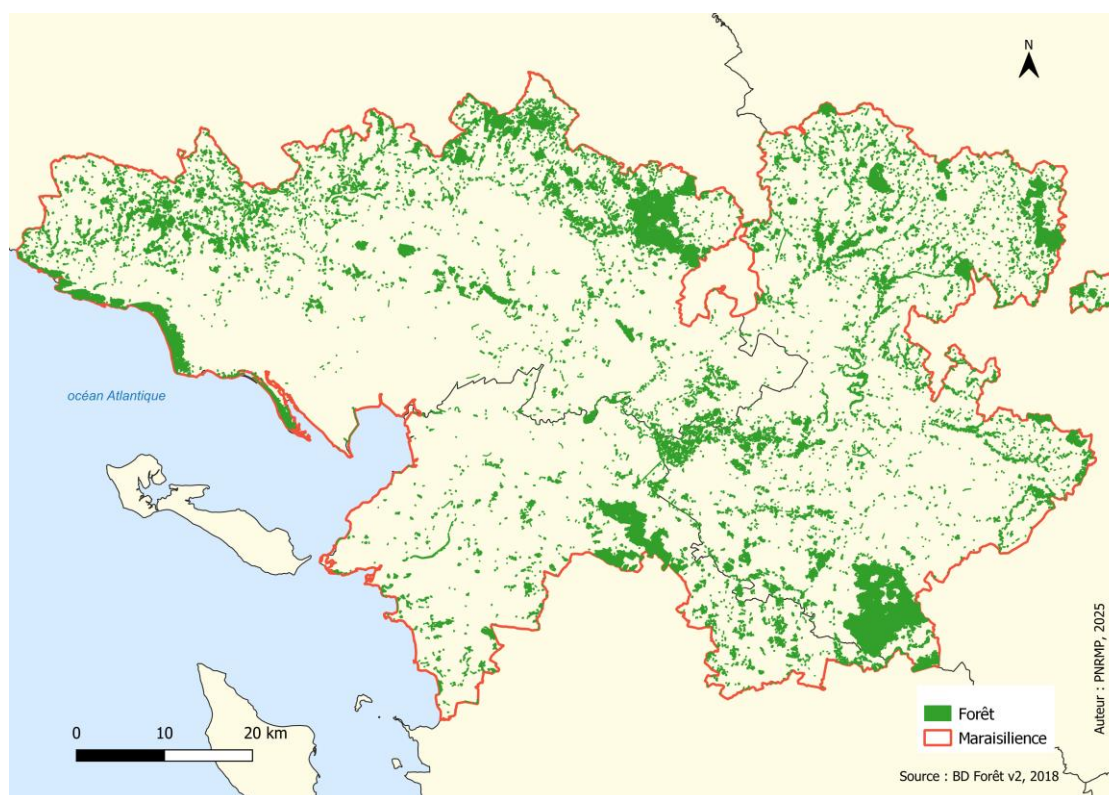 N
océan Atlantique
0 10 20 km
Forêt
Maraisilience
Source : BD Forêt v2, 2018
Auteur : PNRMP, 2025